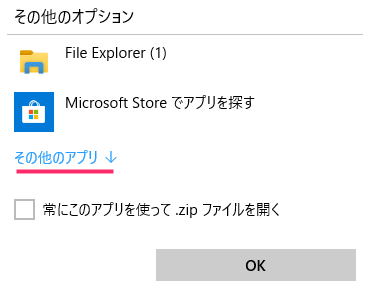 その他のオプション
File Explorer (1)
Microsoft Store でアプリを探す
その他のアプリ ↓
常にこのアプリを使って .zip ファイルを開く
OK